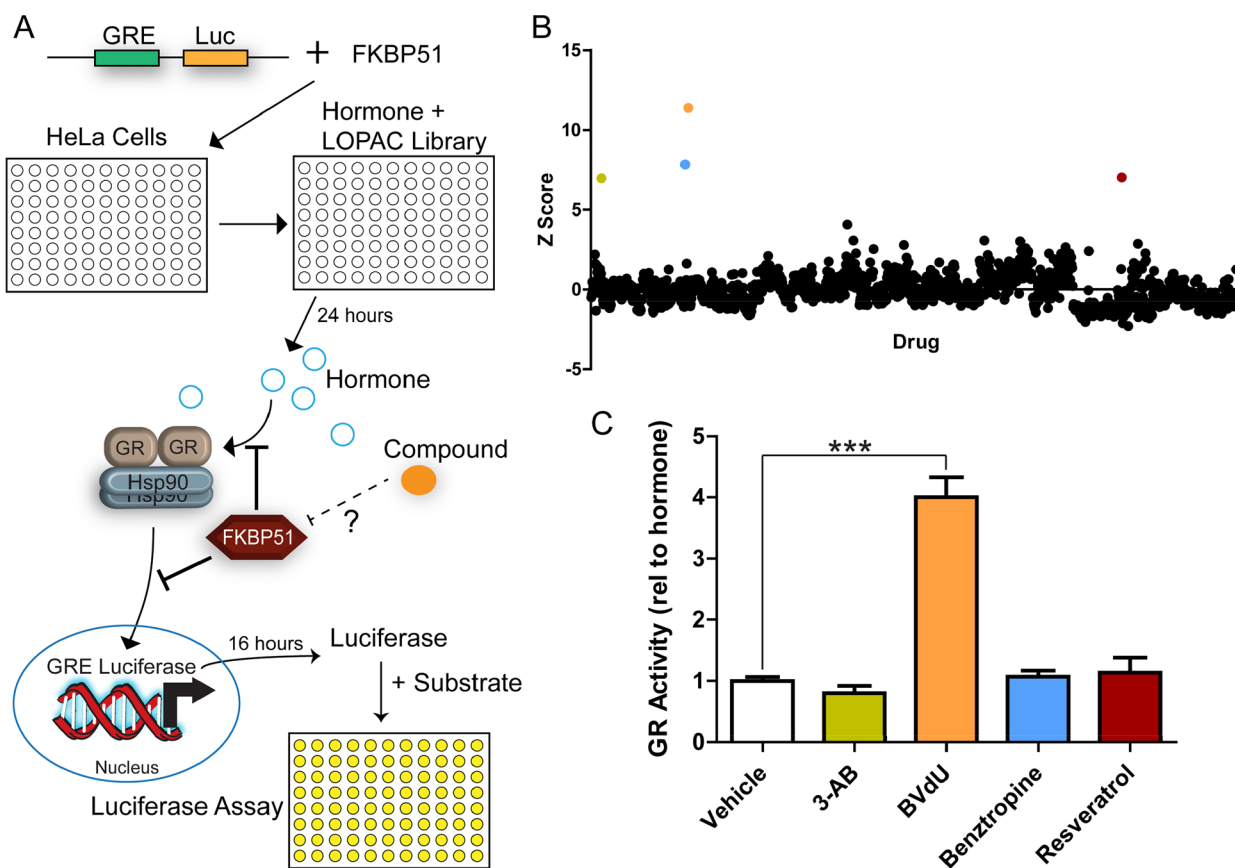 A
GRE
Luc
+
FKBP51
HeLa Cells
Hormone +
LOPAC Library
24 hours
Hormone
GR
GR
Hsp90
Hsp90
Compound
?
FKBP51
GRE Luciferase
16 hours
Nucleus
Luciferase
+ Substrate
Luciferase Assay
B
15
10
5
0
-5
Z Score
Drug
C
5
4
3
2
1
0
GR Activity (rel to hormone)
***
Vehicle
3-AB
BVdU
Benztropine
Resveratrol